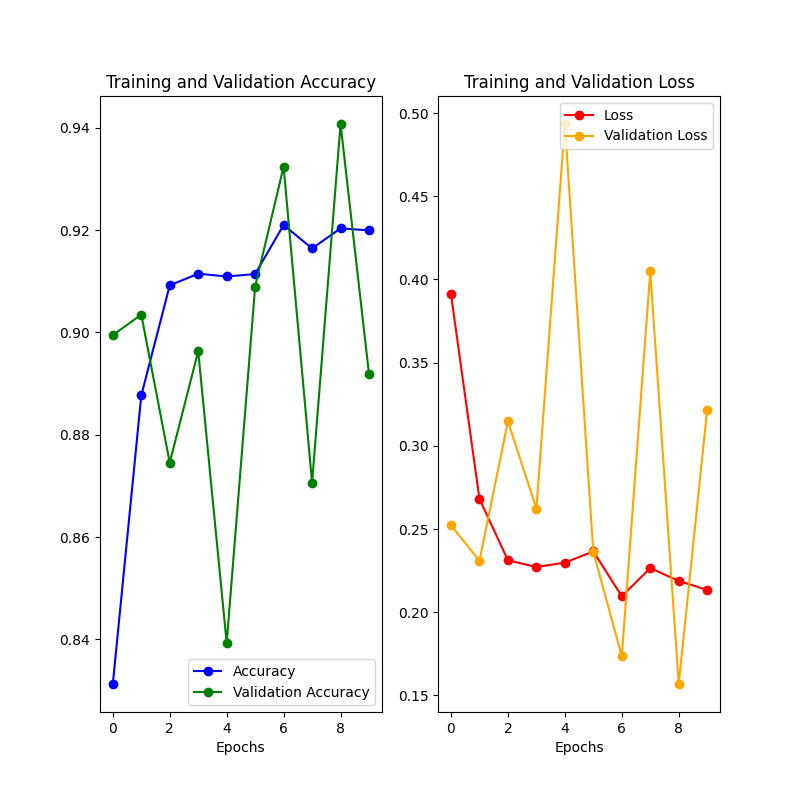 Training and Validation Accuracy
0.94
0.92
0.90
0.88
0.86
0.84
Accuracy
Validation Accuracy
0 2 4 6 8
Epochs
Training and Validation Loss
0.50
0.45
0.40
0.35
0.30
0.25
0.20
0.15
Loss
Validation Loss
0 2 4 6 8
Epochs